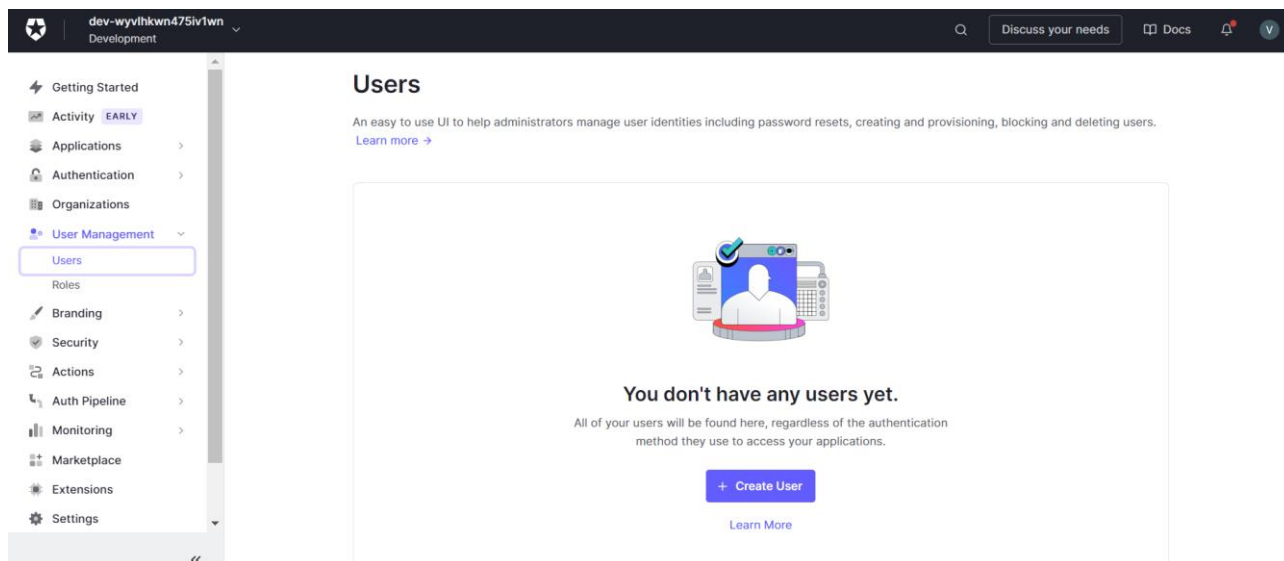 dev-wyvlhkwn475iv1wn
Development
Discuss your needs
Docs
V
Getting Started
Activity EARLY
Applications
Authentication
Organizations
User Management
Users
Roles
Branding
Security
Actions
Auth Pipeline
Monitoring
Marketplace
Extensions
Settings
Users
An easy to use UI to help administrators manage user identities including password resets, creating and provisioning, blocking and deleting users.
Learn more →
You don't have any users yet.
All of your users will be found here, regardless of the authentication
method they use to access your applications.
+ Create User
Learn More